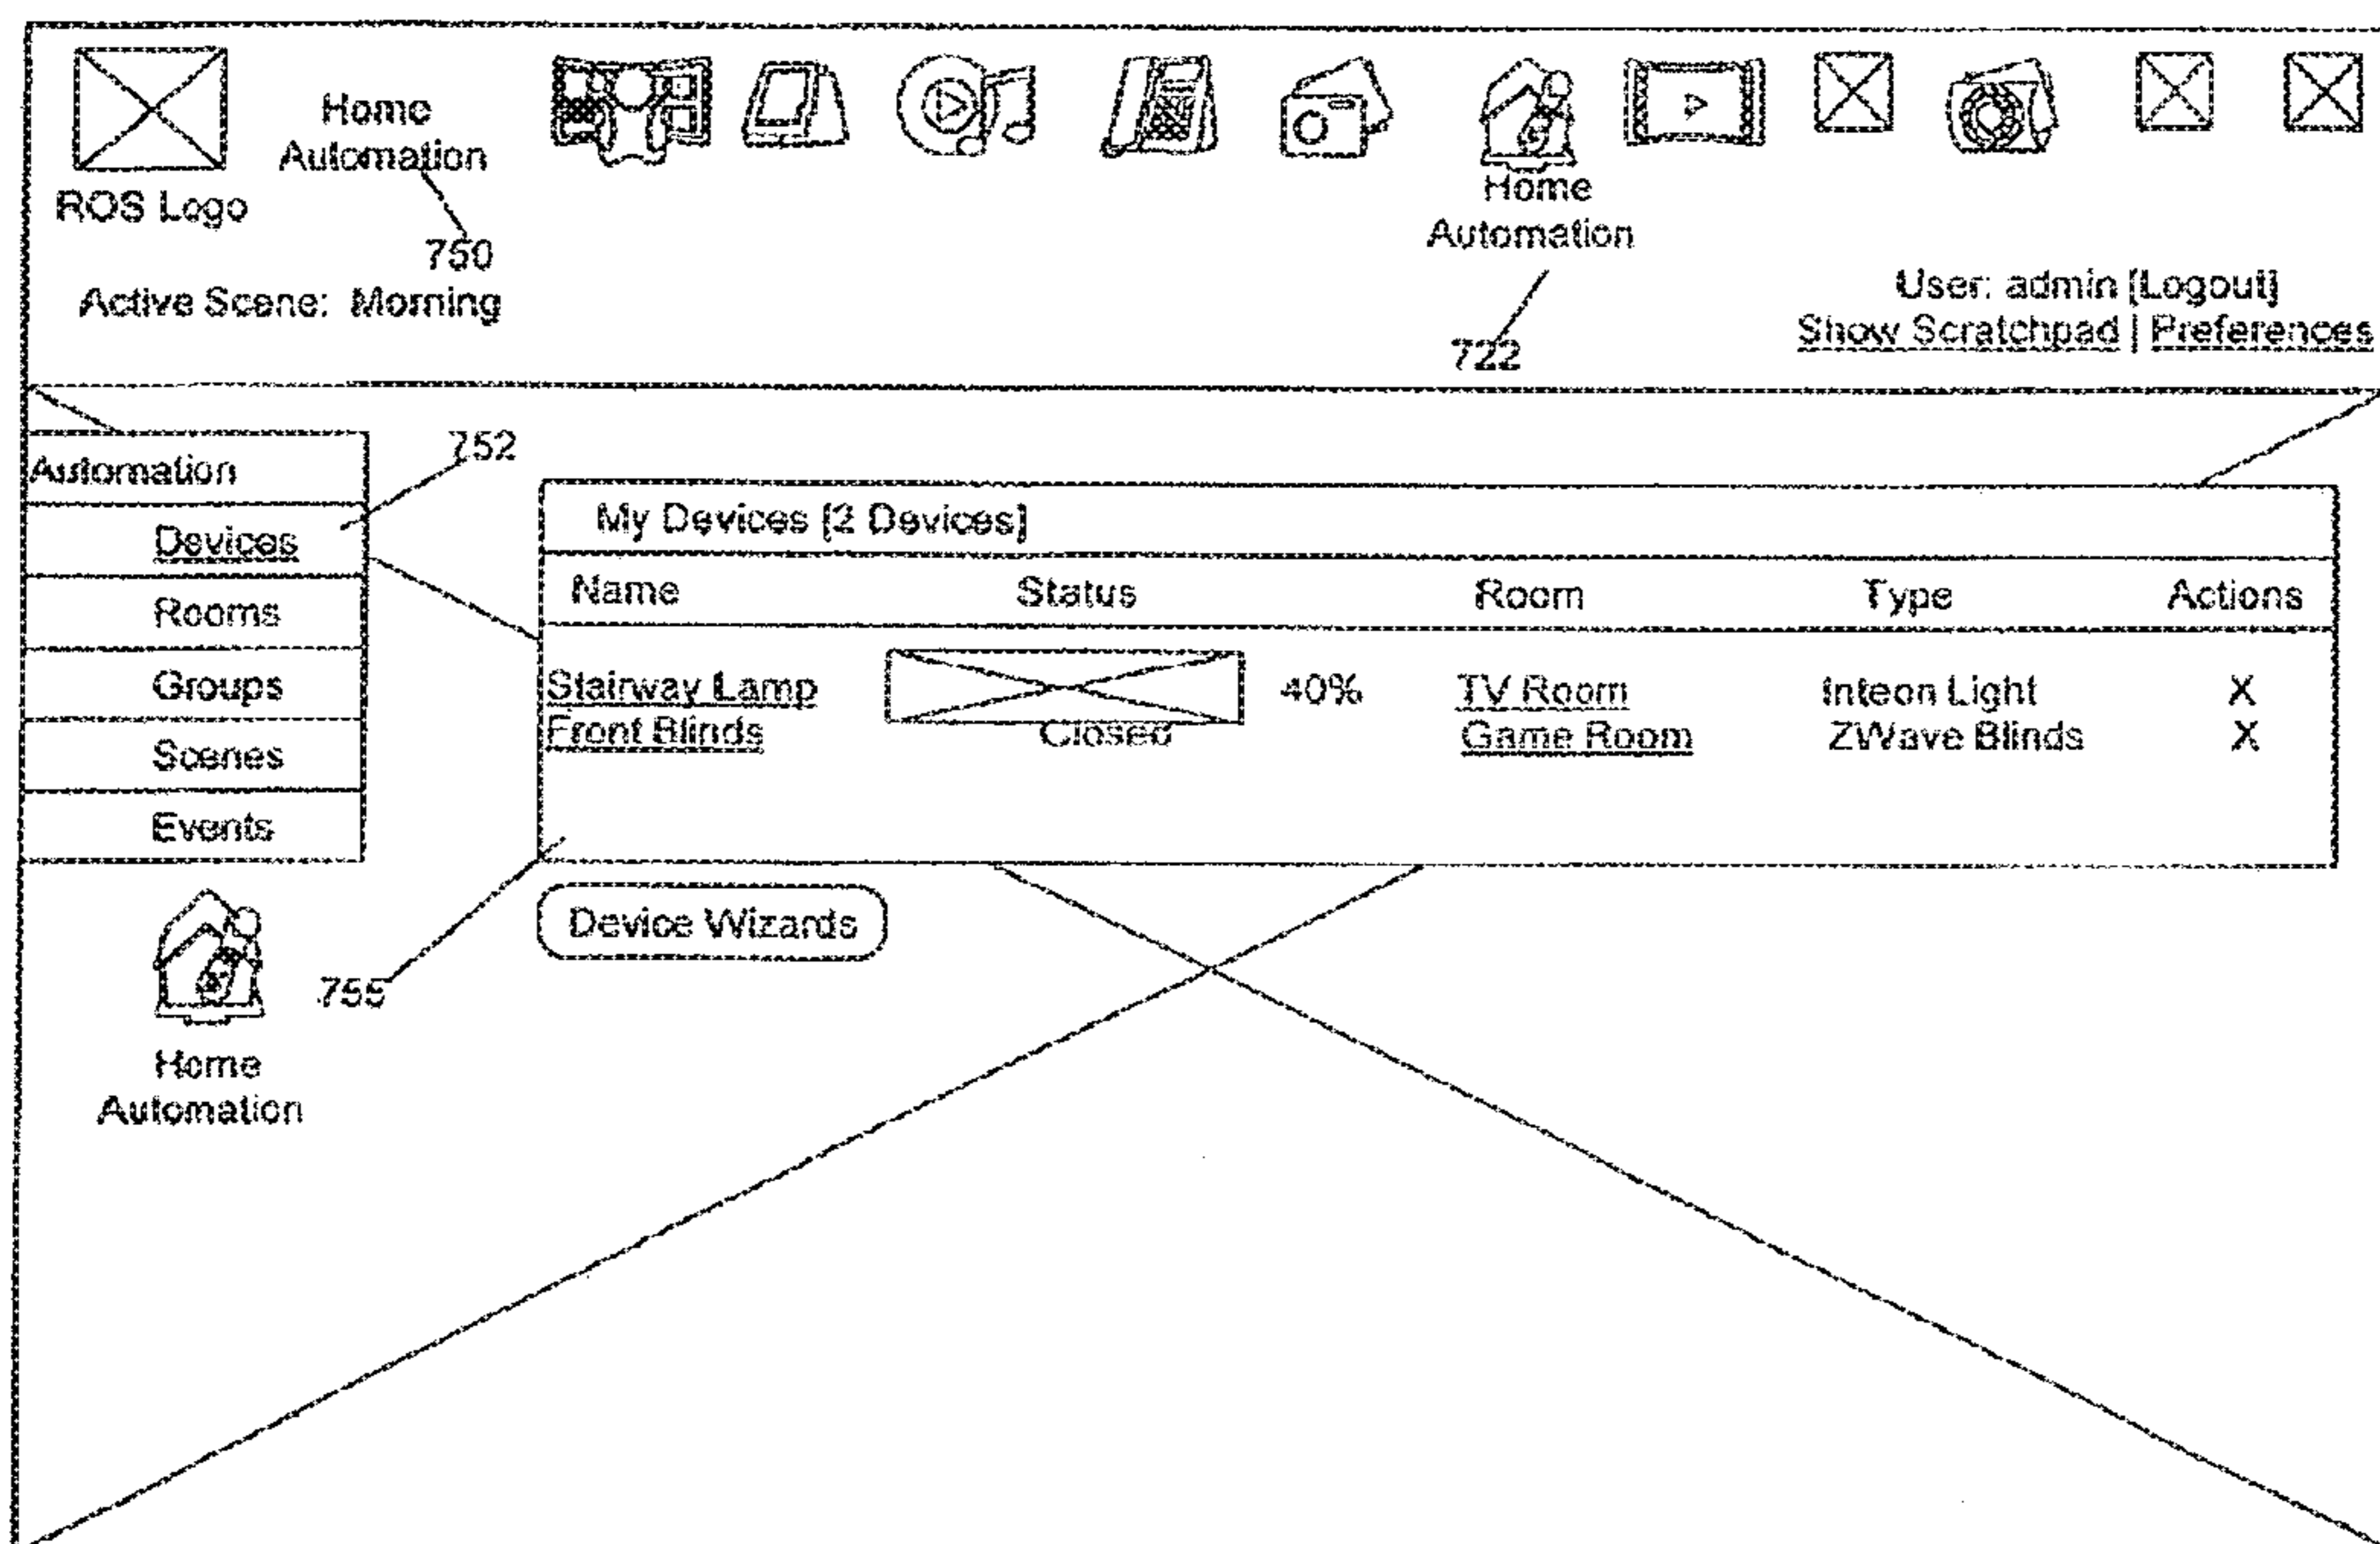 Home
Automation
ROS Logo
750
Active Scene: Morning
Home
Automation
722
User: admin [Logout]
Show Scratchpad | Preferences
752
Automation
Devices
Rooms
Groups
Scenes
Events
Home
Automation
My Devices [2 Devices]
Name Status Room Type Actions
Stairway Lamp 40% TV Room Inteon Light X
Front Blinds Closed Game Room ZWave Blinds X
755
Device Wizards